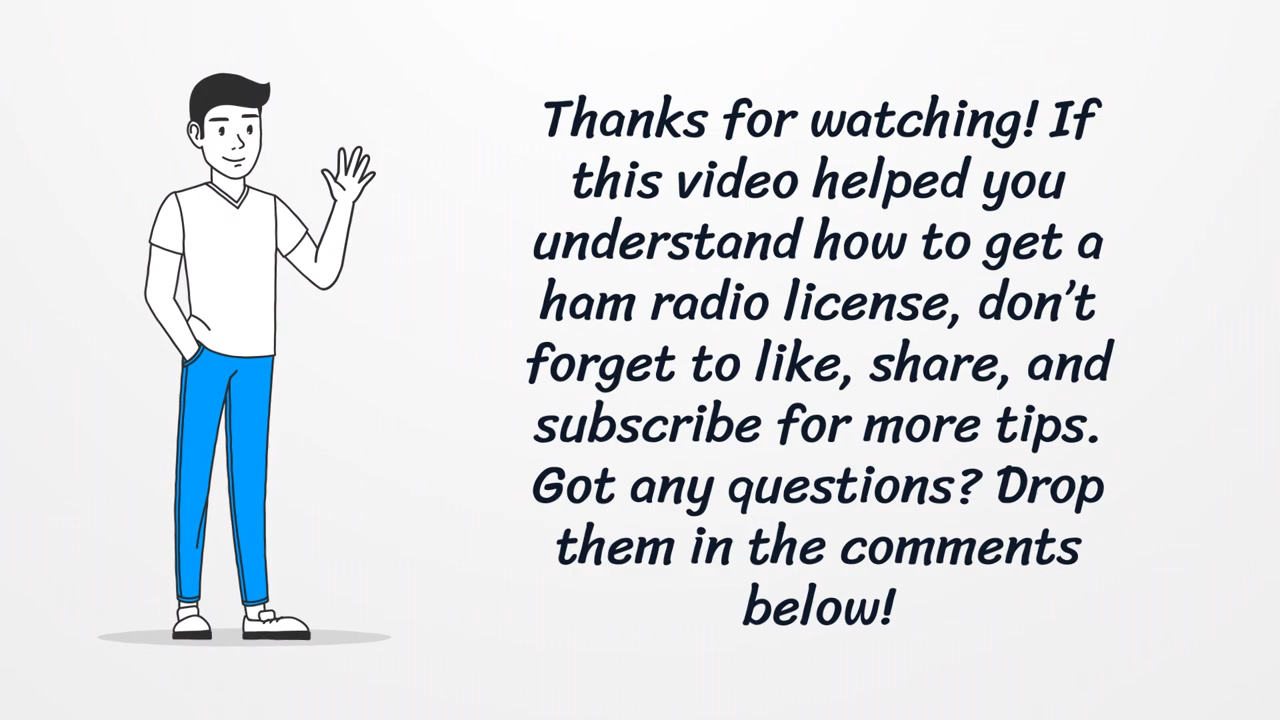 Thanks for watching! If
this video helped you
understand how to get a
ham radio license, don’t
forget to like, share, and
subscribe for more tips.
Got any questions? Drop
them in the comments
below!